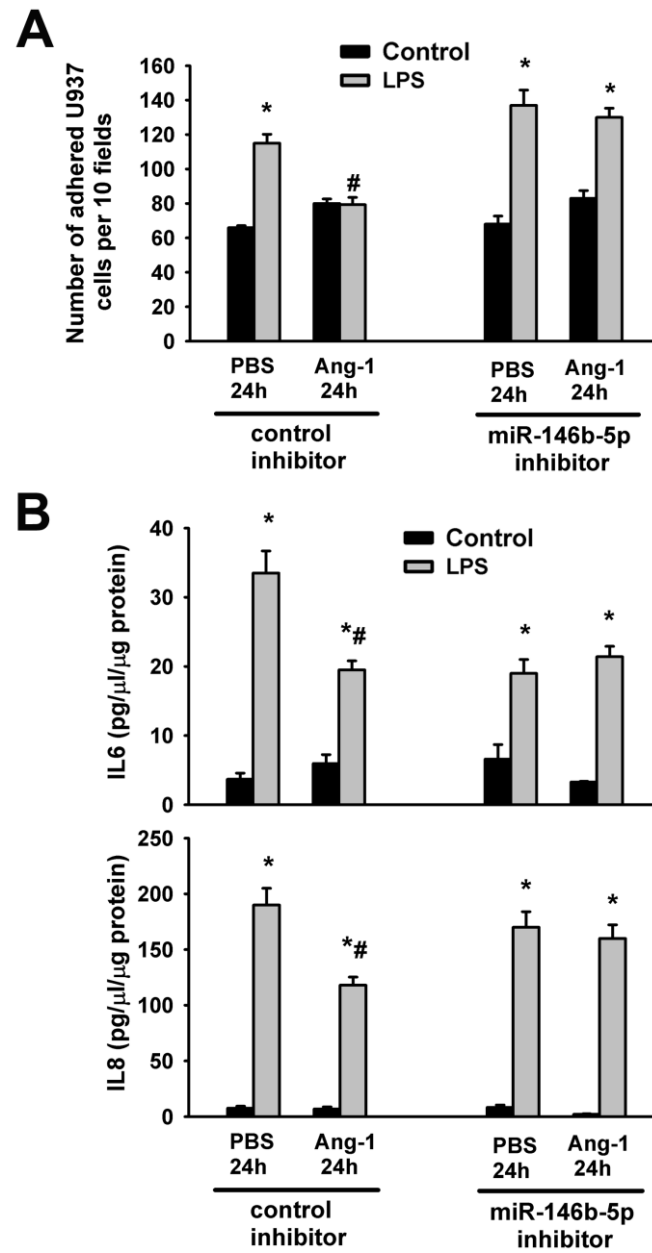 A
Control
LPS
Number of adhered U937
cells per 10 fields
160
140
120
100
80
60
40
20
0
*
#
*
*
PBS
24h
Ang-1
24h
PBS
24h
Ang-1
24h
control
inhibitor
miR-146b-5p
inhibitor
B
Control
LPS
IL6 (pg/µl/µg protein)
40
30
20
10
0
*
*#
*
*
IL8 (pg/µl/µg protein)
250
200
150
100
50
0
*
*#
*
*
PBS
24h
Ang-1
24h
PBS
24h
Ang-1
24h
control
inhibitor
miR-146b-5p
inhibitor